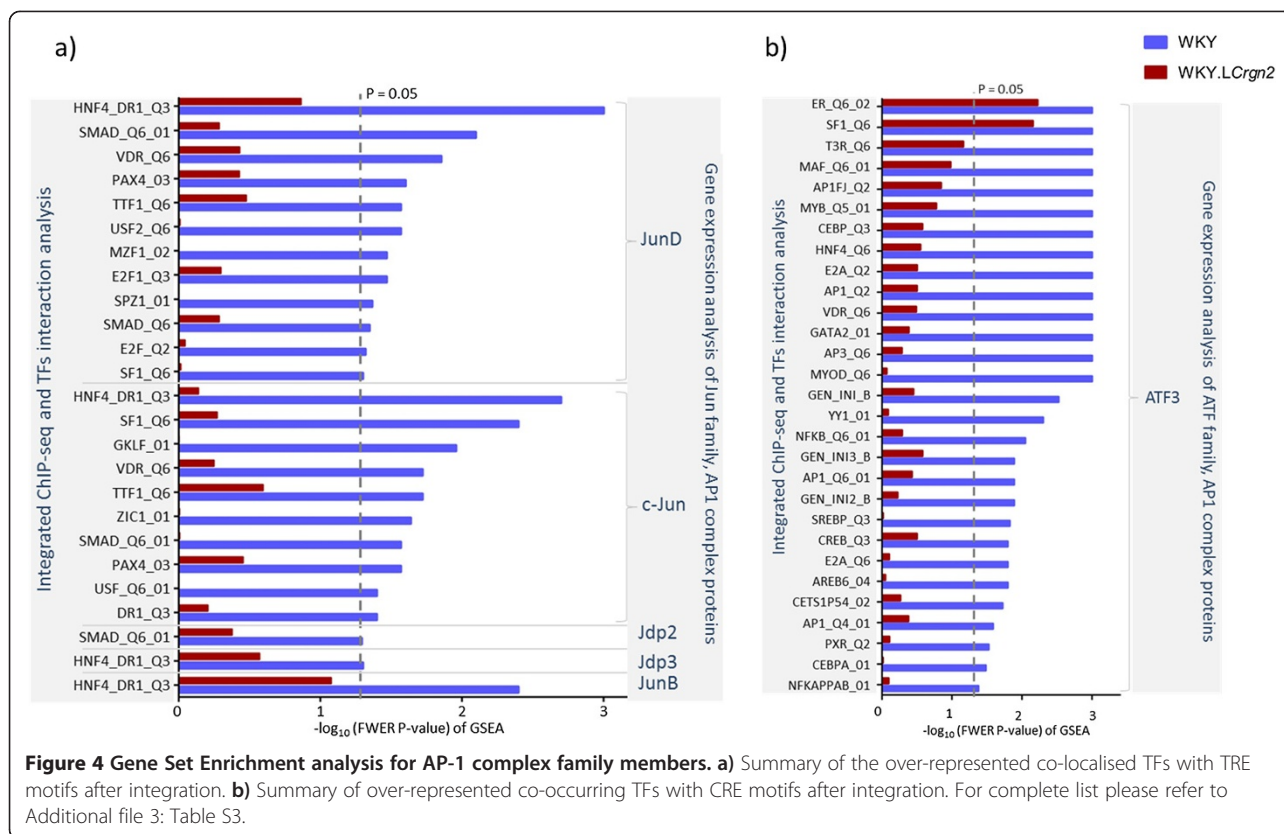 a)
b)
WKY
WKY.LCrgn2
P = 0.05
Integrated ChIP-seq and TFs interaction analysis
HNF4_DR1_Q3
SMAD_Q6_01
VDR_Q6
PAX4_03
TTF1_Q6
USF2_Q6
MZF1_02
E2F1_Q3
SPZ1_01
SMAD_Q6
E2F_Q2
SF1_Q6
HNF4_DR1_Q3
SF1_Q6
GKLF_01
VDR_Q6
TTF1_Q6
ZIC1_01
SMAD_Q6_01
PAX4_03
USF_Q6_01
DR1_Q3
SMAD_Q6_01
HNF4_DR1_Q3
HNF4_DR1_Q3
JunD
c-Jun
Jdp2
Jdp3
JunB
Gene expression analysis of Jun family, AP1 complex proteins
0 1 2 3
-log10 (FWER P-value) of GSEA
P = 0.05
Integrated ChIP-seq and TFs interaction analysis
ER_Q6_02
SF1_Q6
T3R_Q6
MAF_Q6_01
AP1FJ_Q2
MYB_Q5_01
CEBP_Q3
HNF4_Q6
E2A_Q2
AP1_Q2
VDR_Q6
GATA2_01
AP3_Q6
MYOD_Q6
GEN_INI_B
YY1_01
NFKB_Q6_01
GEN_INI3_B
AP1_Q6_01
GEN_INI2_B
SREBP_Q3
CREB_Q3
E2A_Q6
AREB6_04
CETS1P54_02
AP1_Q4_01
PXR_Q2
CEBPA_01
NFKAPPAB_01
ATF3
Gene expression analysis of ATF family, AP1 complex proteins
0 1 2 3
-log10 (FWER P-value) of GSEA
Figure 4 Gene Set Enrichment analysis for AP-1 complex family members. a) Summary of the over-represented co-localised TFs with TRE
motifs after integration. b) Summary of over-represented co-occurring TFs with CRE motifs after integration. For complete list please refer to
Additional file 3: Table S3.